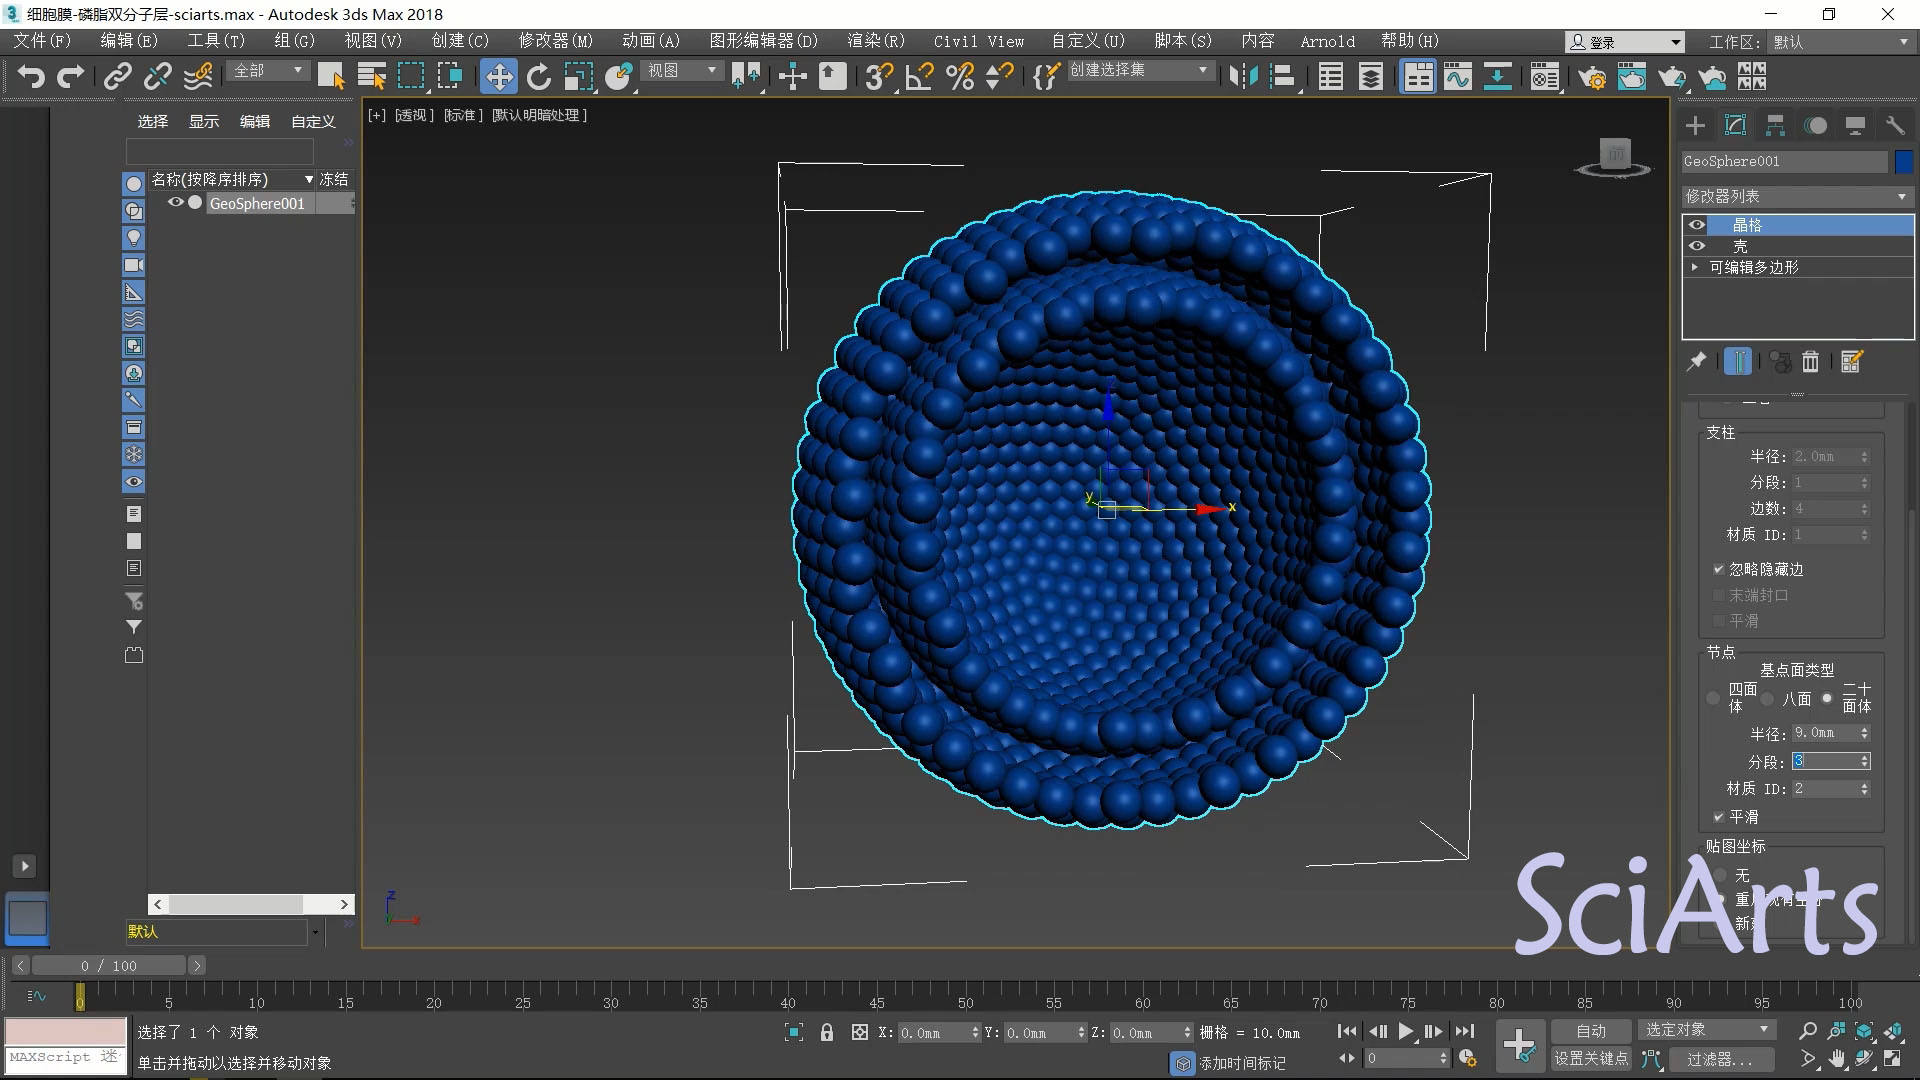 细胞膜-磷脂双分子层-sciarts.max - Autodesk 3ds Max 2018
文件(F) 编辑(E) 工具(T) 组(G) 视图(V) 创建(C) 修改器(M) 动画(A) 图形编辑器(D) 渲染(R) Civil View 自定义(U) 脚本(S) 内容 Arnold 帮助(H)
登录
工作区: 默认
全部
视图
创建选择集
选择 显示 编辑 自定义
名称(按降序排序) 冻结
GeoSphere001
[+] [透视] [标准] [默认明暗处理]
前
z
y
x
z
x
GeoSphere001
修改器列表
晶格
壳
可编辑多边形
支柱
半径: 2.0mm
分段: 1
边数: 4
材质 ID: 1
忽略隐藏边
末端封口
平滑
节点
基点面类型
四面体 八面 二十面体
半径: 9.0mm
分段: 3
材质 ID: 2
平滑
贴图坐标
无
SciArts
默认
0 / 100
0 5 10 15 20 25 30 35 40 45 50 55 60 65 70 75 80 85 90 95 100
选择了 1 个 对象
X: 0.0mm Y: 0.0mm Z: 0.0mm 栅格 = 10.0mm
自动
选定对象
MAXScript 迷
单击并拖动以选择并移动对象
添加时间标记
0
设置关键点
过滤器...